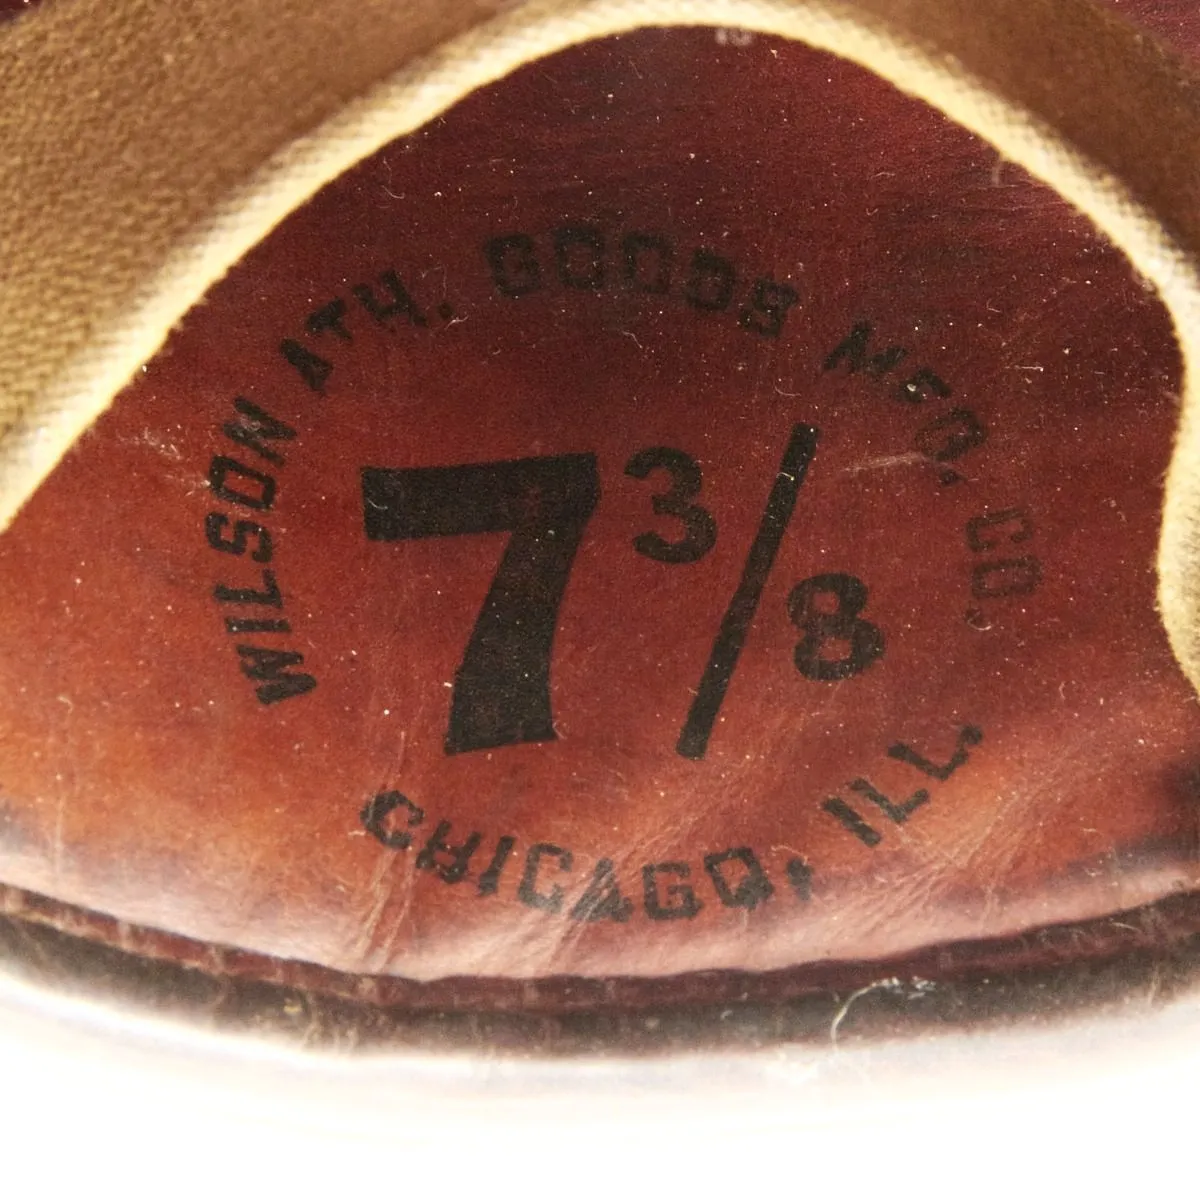 WILSON ATH. GOODS MFG. CO.
7 3/8
CHICAGO, ILL.